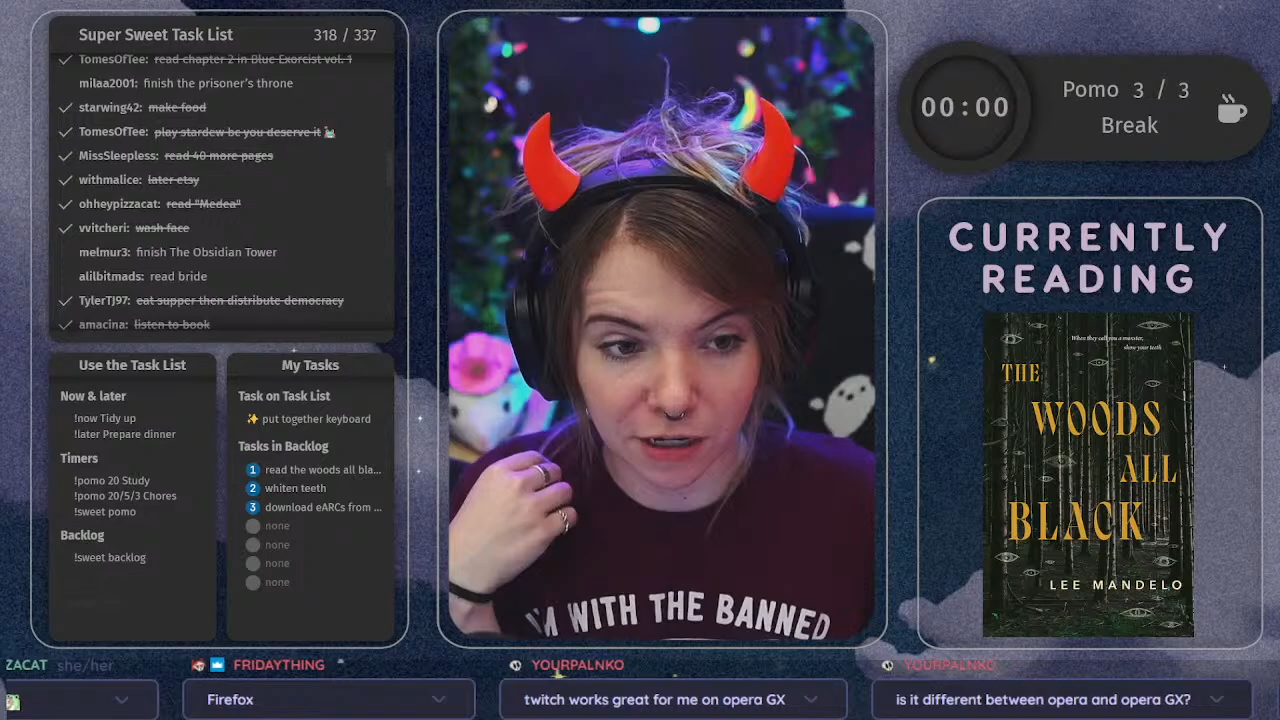 Super Sweet Task List 318 / 337
TomesOfTee: read chapter 2 in Blue Exorcist vol. 1
milaa2001: finish the prisoner's throne
starwing42: make food
TomesOfTee: play stardew be you deserve it
MissSleepless: read 40 more pages
withmalice: later etsy
ohheypizzacat: read "Medea"
vvitcheri: wash face
melmur3: finish The Obsidian Tower
alilbitmads: read bride
TylerTJ97: eat supper then distribute democracy
amacina: listen to book
Use the Task List
Now & later
!now Tidy up
!later Prepare dinner
Timers
!pomo 20 Study
!pomo 20/5/3 Chores
!sweet pomo
Backlog
!sweet backlog
My Tasks
Task on Task List
✨ put together keyboard
Tasks in Backlog
1 read the woods all bla...
2 whiten teeth
3 download eARCs from ...
none
none
none
none
I'M WITH THE BANNED
00:00
Pomo 3 / 3
Break
CURRENTLY
READING
When they call you a monster,
show your teeth
THE
WOODS
ALL
BLACK
LEE MANDELO
ZACAT she/her
FRIDAYTHING
Firefox
YOURPALNKO
twitch works great for me on opera GX
YOURPALNKO
is it different between opera and opera GX?